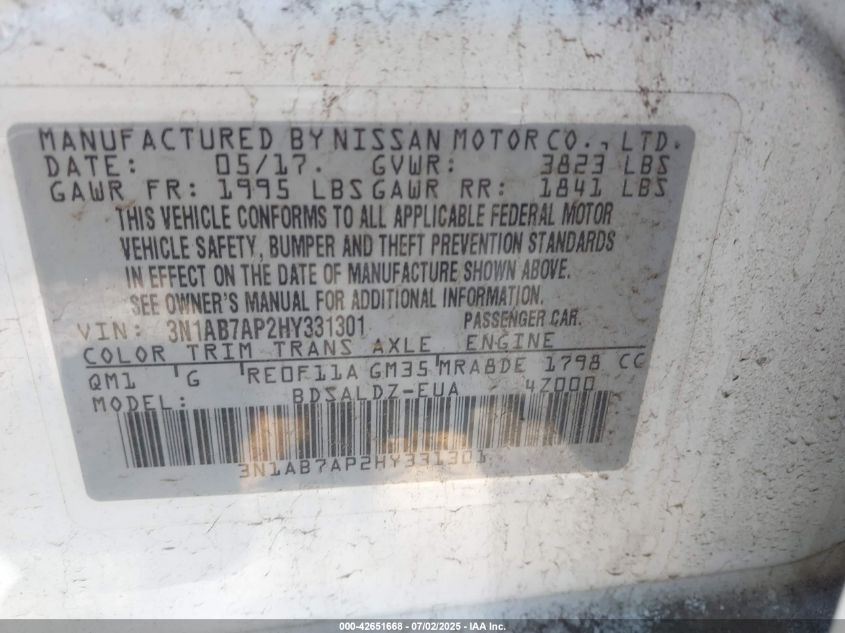 MANUFACTURED BY NISSAN MOTOR CO., LTD.
DATE: 05/17. GVWR: 3823 LBS
GAWR FR: 1995 LBS GAWR RR: 1841 LBS
THIS VEHICLE CONFORMS TO ALL APPLICABLE FEDERAL MOTOR
VEHICLE SAFETY, BUMPER AND THEFT PREVENTION STANDARDS
IN EFFECT ON THE DATE OF MANUFACTURE SHOWN ABOVE.
SEE OWNER'S MANUAL FOR ADDITIONAL INFORMATION.
VIN: 3N1AB7AP2HY331301 PASSENGER CAR.
COLOR TRIM TRANS AXLE ENGINE
QM1 G RE0F11A GM35 MRA8DE 1798 CC
MODEL: BDSALDZ-EUA 4Z000
3N1AB7AP2HY331301
000-42651668 - 07/02/2025 - IAA Inc.